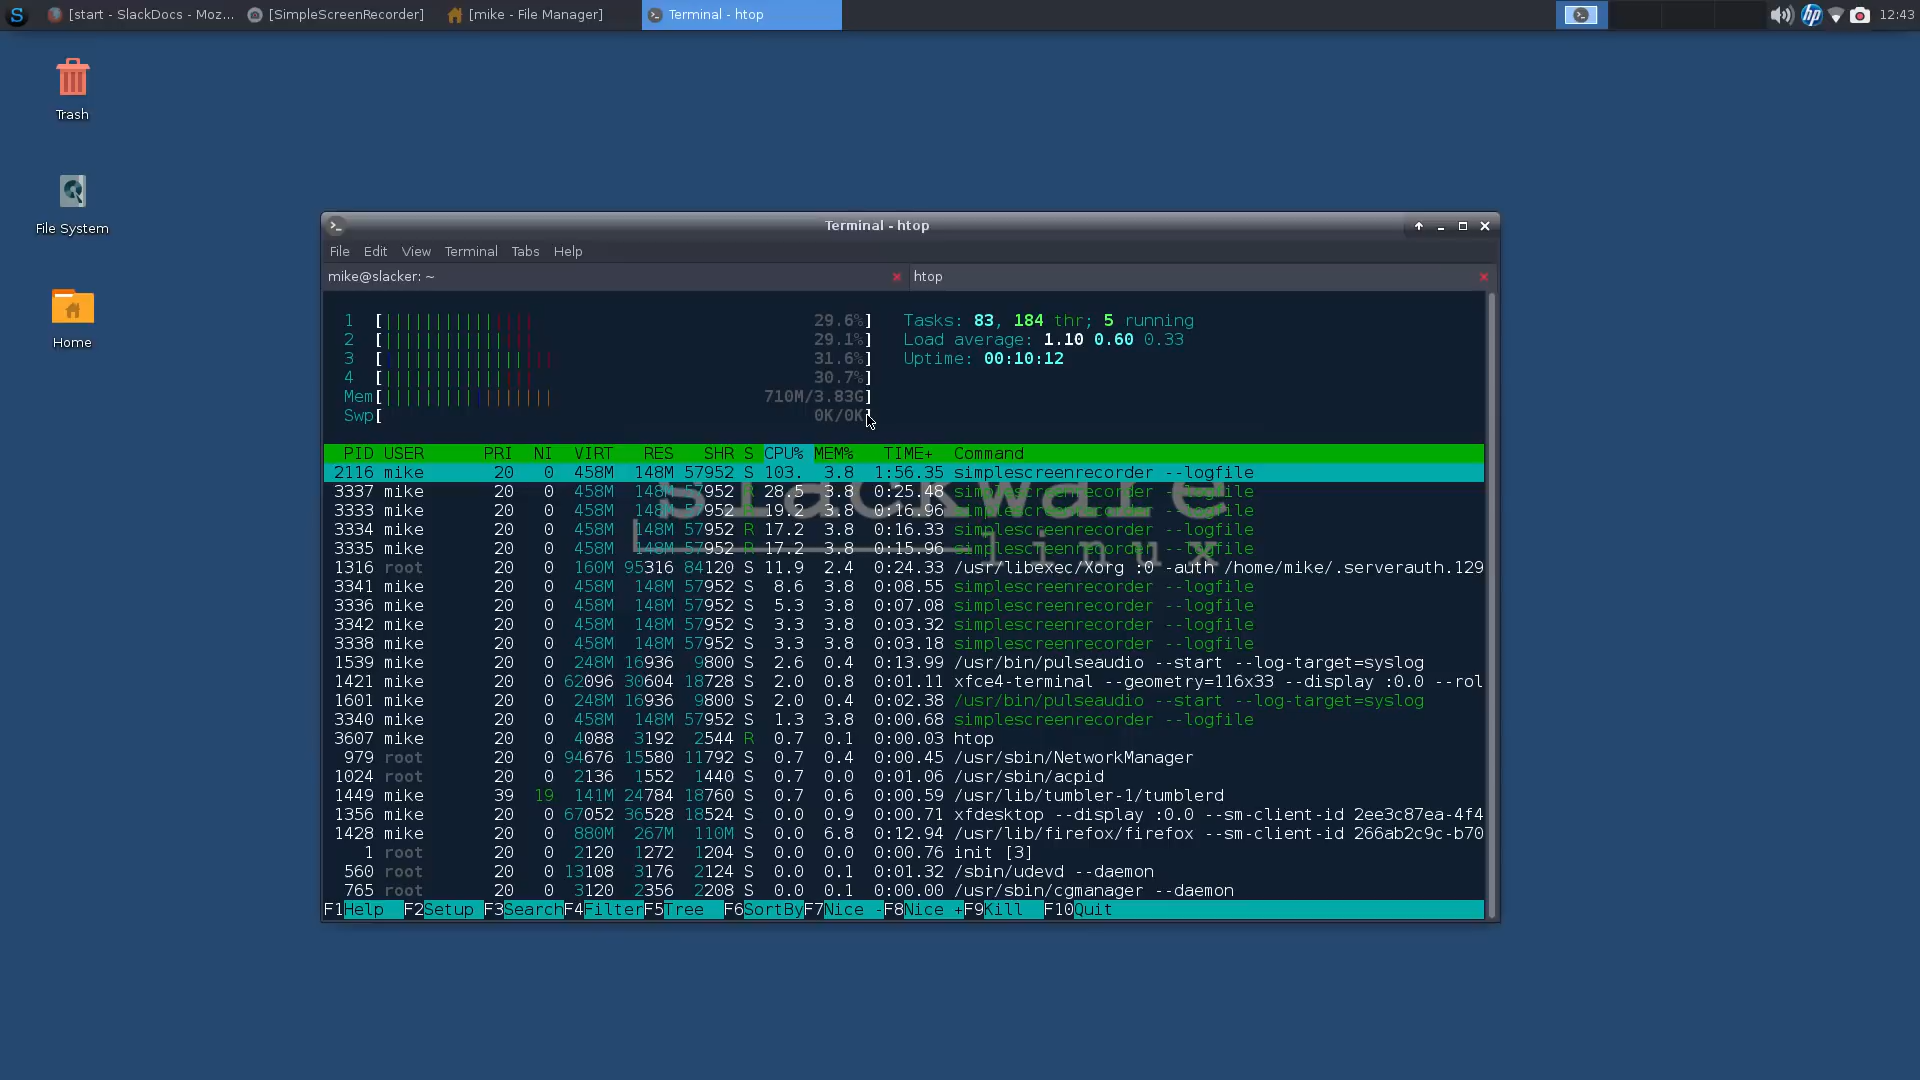 [start - SlackDocs - Moz... [SimpleScreenRecorder] [mike - File Manager] Terminal - htop 12:43
Trash
File System
Home
Terminal - htop
File Edit View Terminal Tabs Help
mike@slacker: ~ htop
1 [ 29.6%] Tasks: 83, 184 thr; 5 running
2 [ 29.1%] Load average: 1.10 0.60 0.33
3 [ 31.6%] Uptime: 00:10:12
4 [ 30.7%]
Mem[ 710M/3.83G]
Swp[ 0K/0K]
PID USER PRI NI VIRT RES SHR S CPU% MEM% TIME+ Command
2116 mike 20 0 458M 148M 57952 S 103. 3.8 1:56.35 simplescreenrecorder --logfile
3337 mike 20 0 458M 148M 57952 R 28.5 3.8 0:25.48 simplescreenrecorder --logfile
3333 mike 20 0 458M 148M 57952 R 19.2 3.8 0:16.96 simplescreenrecorder --logfile
3334 mike 20 0 458M 148M 57952 R 17.2 3.8 0:16.33 simplescreenrecorder --logfile
3335 mike 20 0 458M 148M 57952 R 17.2 3.8 0:15.96 simplescreenrecorder --logfile
1316 root 20 0 160M 95316 84120 S 11.9 2.4 0:24.33 /usr/libexec/Xorg :0 -auth /home/mike/.serverauth.129
3341 mike 20 0 458M 148M 57952 S 8.6 3.8 0:08.55 simplescreenrecorder --logfile
3336 mike 20 0 458M 148M 57952 S 5.3 3.8 0:07.08 simplescreenrecorder --logfile
3342 mike 20 0 458M 148M 57952 S 3.3 3.8 0:03.32 simplescreenrecorder --logfile
3338 mike 20 0 458M 148M 57952 S 3.3 3.8 0:03.18 simplescreenrecorder --logfile
1539 mike 20 0 248M 16936 9800 S 2.6 0.4 0:13.99 /usr/bin/pulseaudio --start --log-target=syslog
1421 mike 20 0 62096 30604 18728 S 2.0 0.8 0:01.11 xfce4-terminal --geometry=116x33 --display :0.0 --rol
1601 mike 20 0 248M 16936 9800 S 2.0 0.4 0:02.38 /usr/bin/pulseaudio --start --log-target=syslog
3340 mike 20 0 458M 148M 57952 S 1.3 3.8 0:00.68 simplescreenrecorder --logfile
3607 mike 20 0 4088 3192 2544 R 0.7 0.1 0:00.03 htop
979 root 20 0 94676 15580 11792 S 0.7 0.4 0:00.45 /usr/sbin/NetworkManager
1024 root 20 0 2136 1552 1440 S 0.7 0.0 0:01.06 /usr/sbin/acpid
1449 mike 39 19 141M 24784 18760 S 0.7 0.6 0:00.59 /usr/lib/tumbler-1/tumblerd
1356 mike 20 0 67052 36528 18524 S 0.0 0.9 0:00.71 xfdesktop --display :0.0 --sm-client-id 2ee3c87ea-4f4
1428 mike 20 0 880M 267M 110M S 0.0 6.8 0:12.94 /usr/lib/firefox/firefox --sm-client-id 266ab2c9c-b70
1 root 20 0 2120 1272 1204 S 0.0 0.0 0:00.76 init [3]
560 root 20 0 13108 3176 2124 S 0.0 0.1 0:01.32 /sbin/udevd --daemon
765 root 20 0 3120 2356 2208 S 0.0 0.1 0:00.00 /usr/sbin/cgmanager --daemon
F1Help F2Setup F3SearchF4FilterF5Tree F6SortByF7Nice -F8Nice +F9Kill F10Quit
slackware
linux